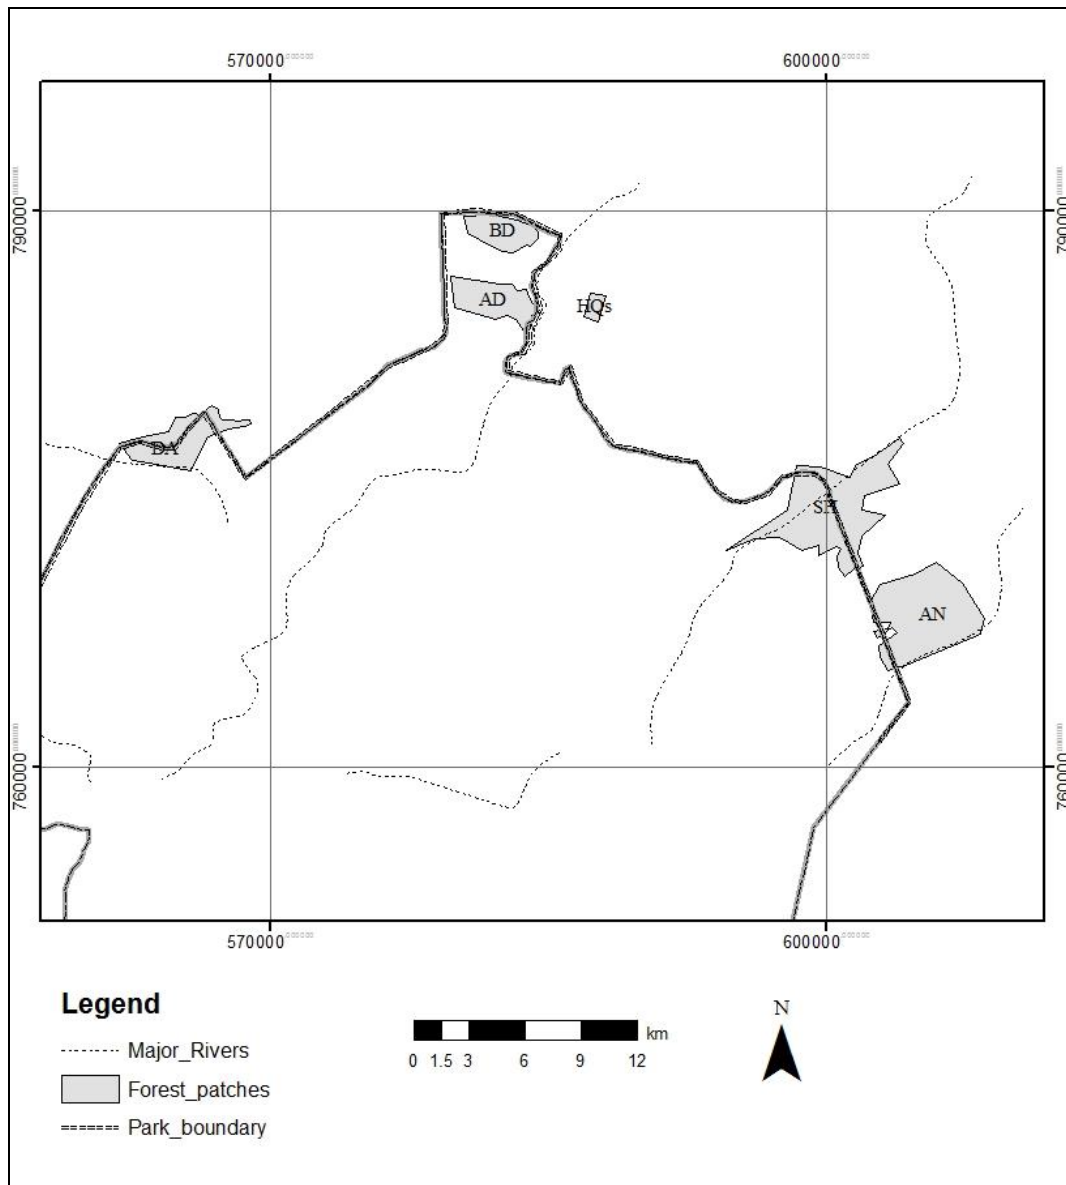 570000 600000
790000 790000
BD
AD
HQs
DA
SH
AN
760000 760000
570000 600000
Legend
Major_Rivers
Forest_patches
Park_boundary
km
0 1.5 3 6 9 12
N